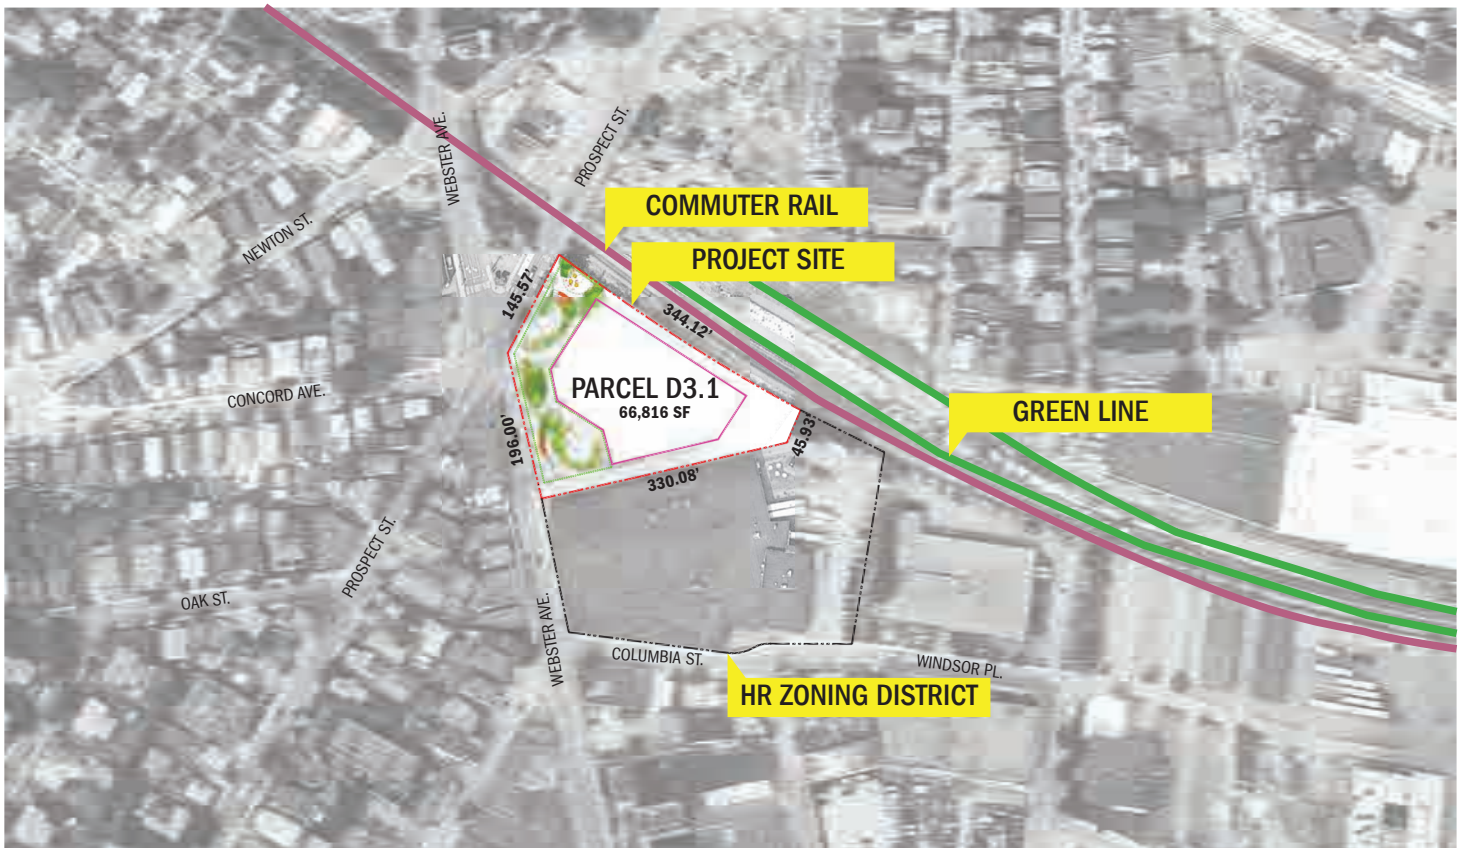 WEBSTER AVE.
PROSPECT ST.
COMMUTER RAIL
NEWTON ST.
PROJECT SITE
145.57'
344.12'
PARCEL D3.1
66,816 SF
CONCORD AVE.
GREEN LINE
196.00'
45.93'
330.08'
PROSPECT ST.
OAK ST.
WEBSTER AVE.
COLUMBIA ST.
WINDSOR PL.
HR ZONING DISTRICT